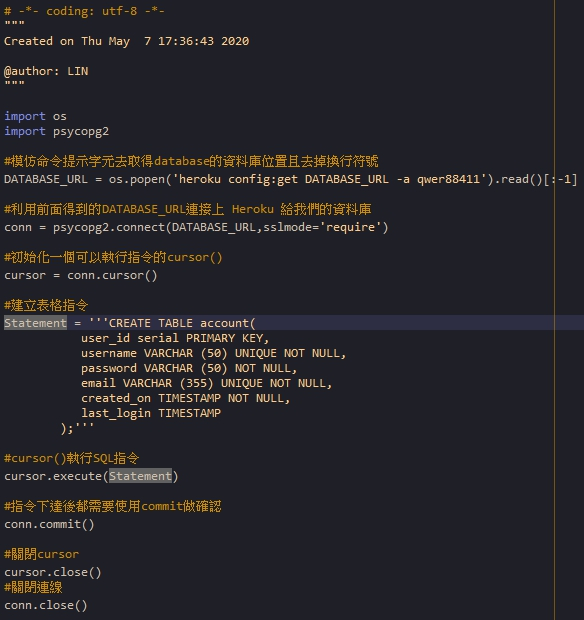 # -*- coding: utf-8 -*-
"""
Created on Thu May  7 17:36:43 2020

@author: LIN
"""

import os
import psycopg2

#模仿命令提示字元去取得database的資料庫位置且去掉換行符號
DATABASE_URL = os.popen('heroku config:get DATABASE_URL -a qwer88411').read()[:-1]

#利用前面得到的DATABASE_URL連接上 Heroku 給我們的資料庫
conn = psycopg2.connect(DATABASE_URL,sslmode='require')

#初始化一個可以執行指令的cursor()
cursor = conn.cursor()

#建立表格指令
Statement = '''CREATE TABLE account(
           user_id serial PRIMARY KEY,
           username VARCHAR (50) UNIQUE NOT NULL,
           password VARCHAR (50) NOT NULL,
           email VARCHAR (355) UNIQUE NOT NULL,
           created_on TIMESTAMP NOT NULL,
           last_login TIMESTAMP
        );'''

#cursor()執行SQL指令
cursor.execute(Statement)

#指令下達後都需要使用commit做確認
conn.commit()

#關閉cursor
cursor.close()
#關閉連線
conn.close()